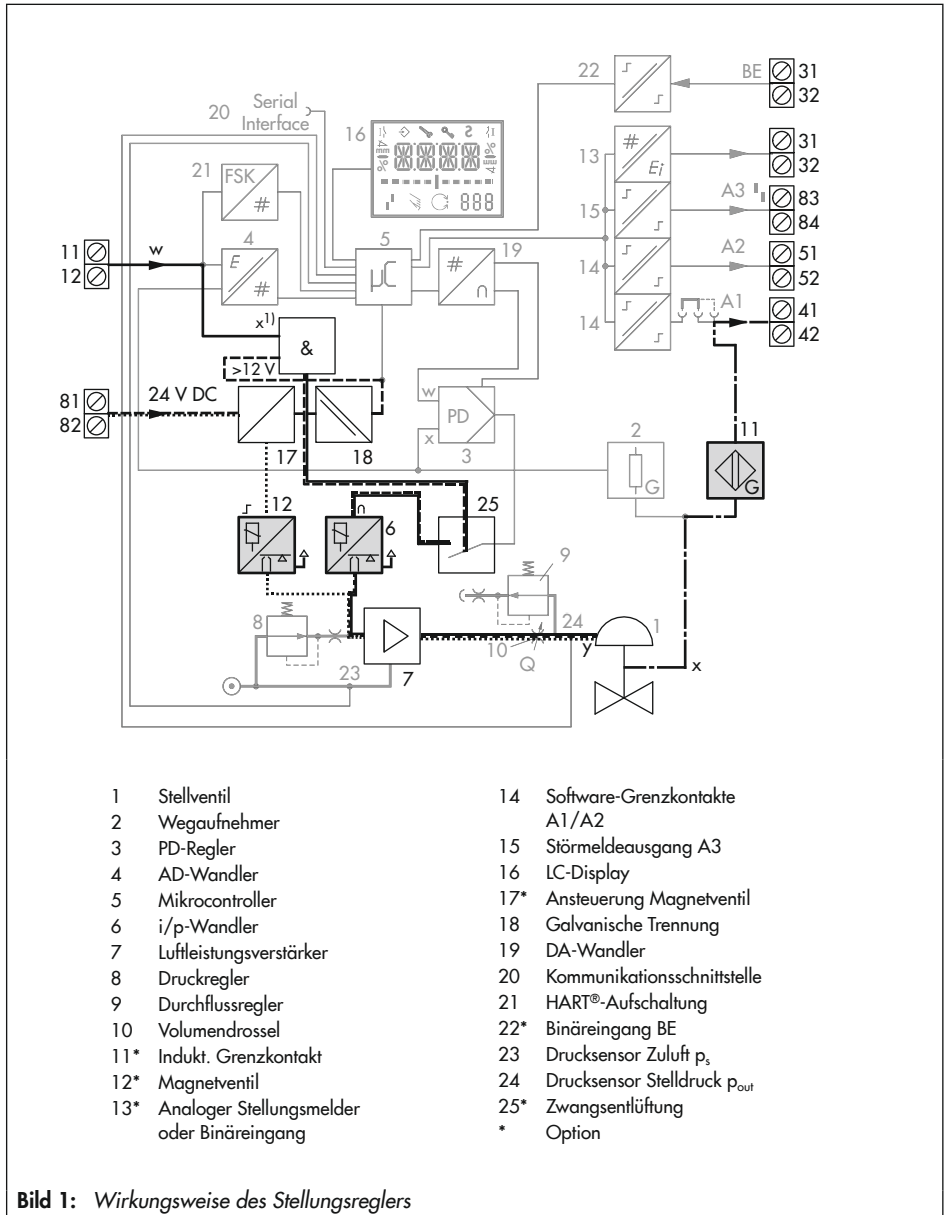 22 BE 31
32
20 Serial Interface
16
mm % 888 % mm
21 FSK #
13 # Ei 31
32
15 A3 83
84
11 w 4 E # 5 µC # ∩ 19
12
14 A2 51
52
14 A1 41
42
x1) &
>12 V
81 24 V DC
82
17 18
w
PD
x
3
2 G
11 G
12 ∩ 6 25
9
8 24 1
10 Q y
23 7 x
1 Stellventil
2 Wegaufnehmer
3 PD-Regler
4 AD-Wandler
5 Mikrocontroller
6 i/p-Wandler
7 Luftleistungsverstärker
8 Druckregler
9 Durchflussregler
10 Volumendrossel
11* Indukt. Grenzkontakt
12* Magnetventil
13* Analoger Stellungsmelder
oder Binäreingang
14 Software-Grenzkontakte
A1/A2
15 Störmeldeausgang A3
16 LC-Display
17* Ansteuerung Magnetventil
18 Galvanische Trennung
19 DA-Wandler
20 Kommunikationsschnittstelle
21 HART®-Aufschaltung
22* Binäreingang BE
23 Drucksensor Zuluft ps
24 Drucksensor Stelldruck pout
25* Zwangsentlüftung
* Option
Bild 1: Wirkungsweise des Stellungsreglers